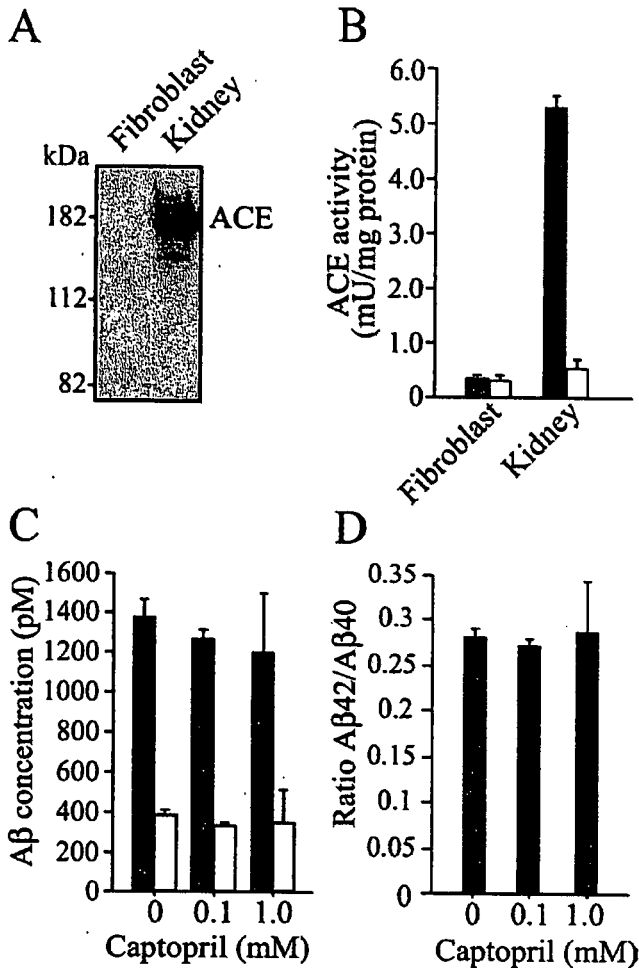 A
Fibroblast
Kidney
kDa
182
ACE
112
82
B
ACE activity
(mU/mg protein)
6.0
5.0
4.0
3.0
2.0
1.0
0
Fibroblast
Kidney
C
Aβ concentration (pM)
1600
1400
1200
1000
800
600
400
200
0
0 0.1 1.0
Captopril (mM)
D
Ratio Aβ42/Aβ40
0.35
0.3
0.25
0.2
0.15
0.1
0.05
0
0 0.1 1.0
Captopril (mM)